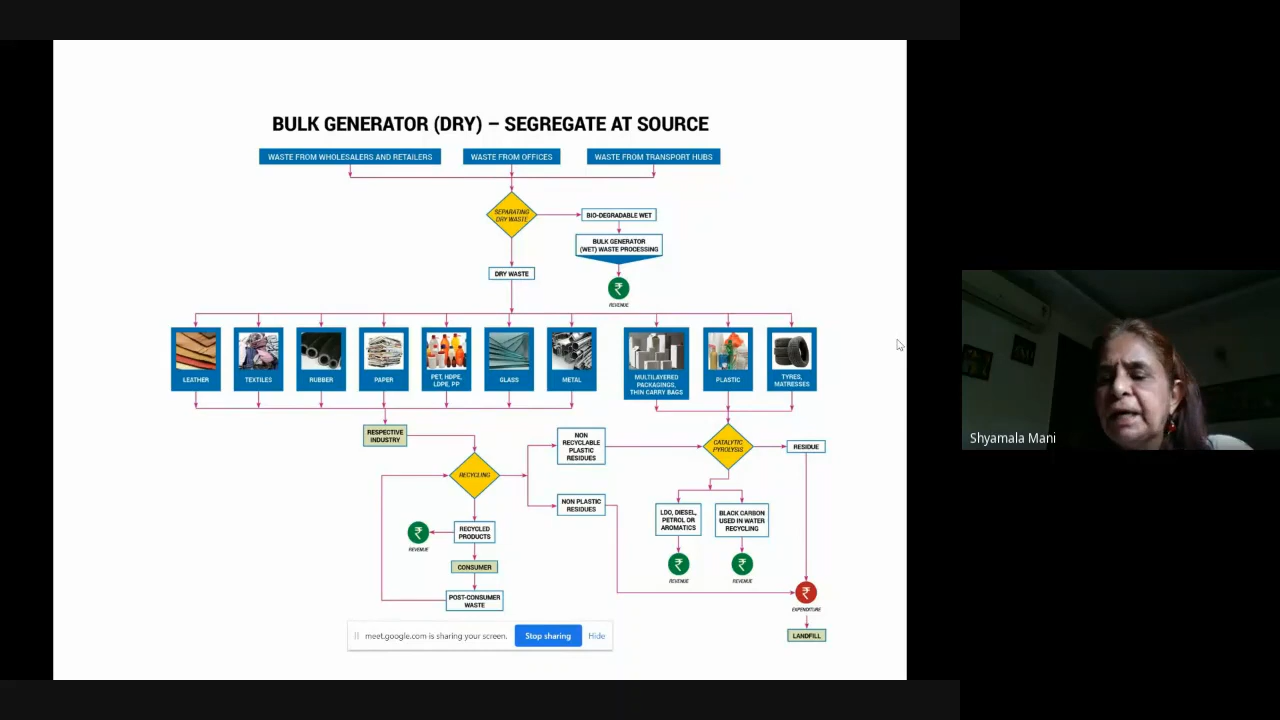 BULK GENERATOR (DRY) – SEGREGATE AT SOURCE
WASTE FROM WHOLESALERS AND RETAILERS
WASTE FROM OFFICES
WASTE FROM TRANSPORT HUBS
SEPARATING
DRY WASTE
BIO-DEGRADABLE WET
BULK GENERATOR
(WET) WASTE PROCESSING
DRY WASTE
₹
REVENUE
LEATHER
TEXTILES
RUBBER
PAPER
PET, HDPE,
LDPE, PP
GLASS
METAL
MULTILAYERED
PACKAGINGS,
THIN CARRY BAGS
PLASTIC
TYRES,
MATRESSES
RESPECTIVE
INDUSTRY
NON
RECYCLABLE
PLASTIC
RESIDUES
CATALYTIC
PYROLYSIS
RESIDUE
RECYCLING
NON PLASTIC
RESIDUES
LDO, DIESEL,
PETROL OR
AROMATICS
BLACK CARBON
USED IN WATER
RECYCLING
₹
REVENUE
RECYCLED
PRODUCTS
₹
REVENUE
₹
REVENUE
CONSUMER
POST-CONSUMER
WASTE
₹
EXPENDITURE
LANDFILL
meet.google.com is sharing your screen.
Stop sharing
Hide
Shyamala Mani